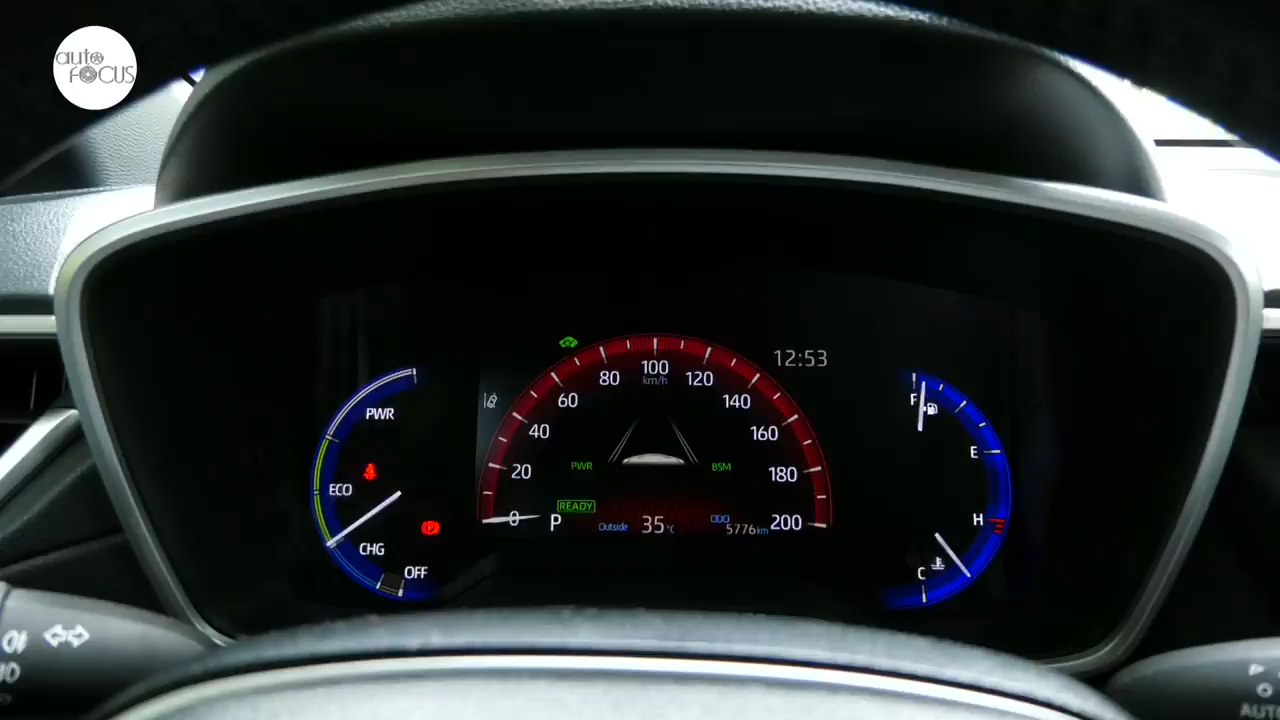 auto
FOCUS
12:53
0
20
40
60
80
100
120
140
160
180
200
km/h
PWR
ECO
CHG
OFF
P
PWR
BSM
READY
P
Outside 35°C
ODO
5776km
F
E
H
C
AUTO